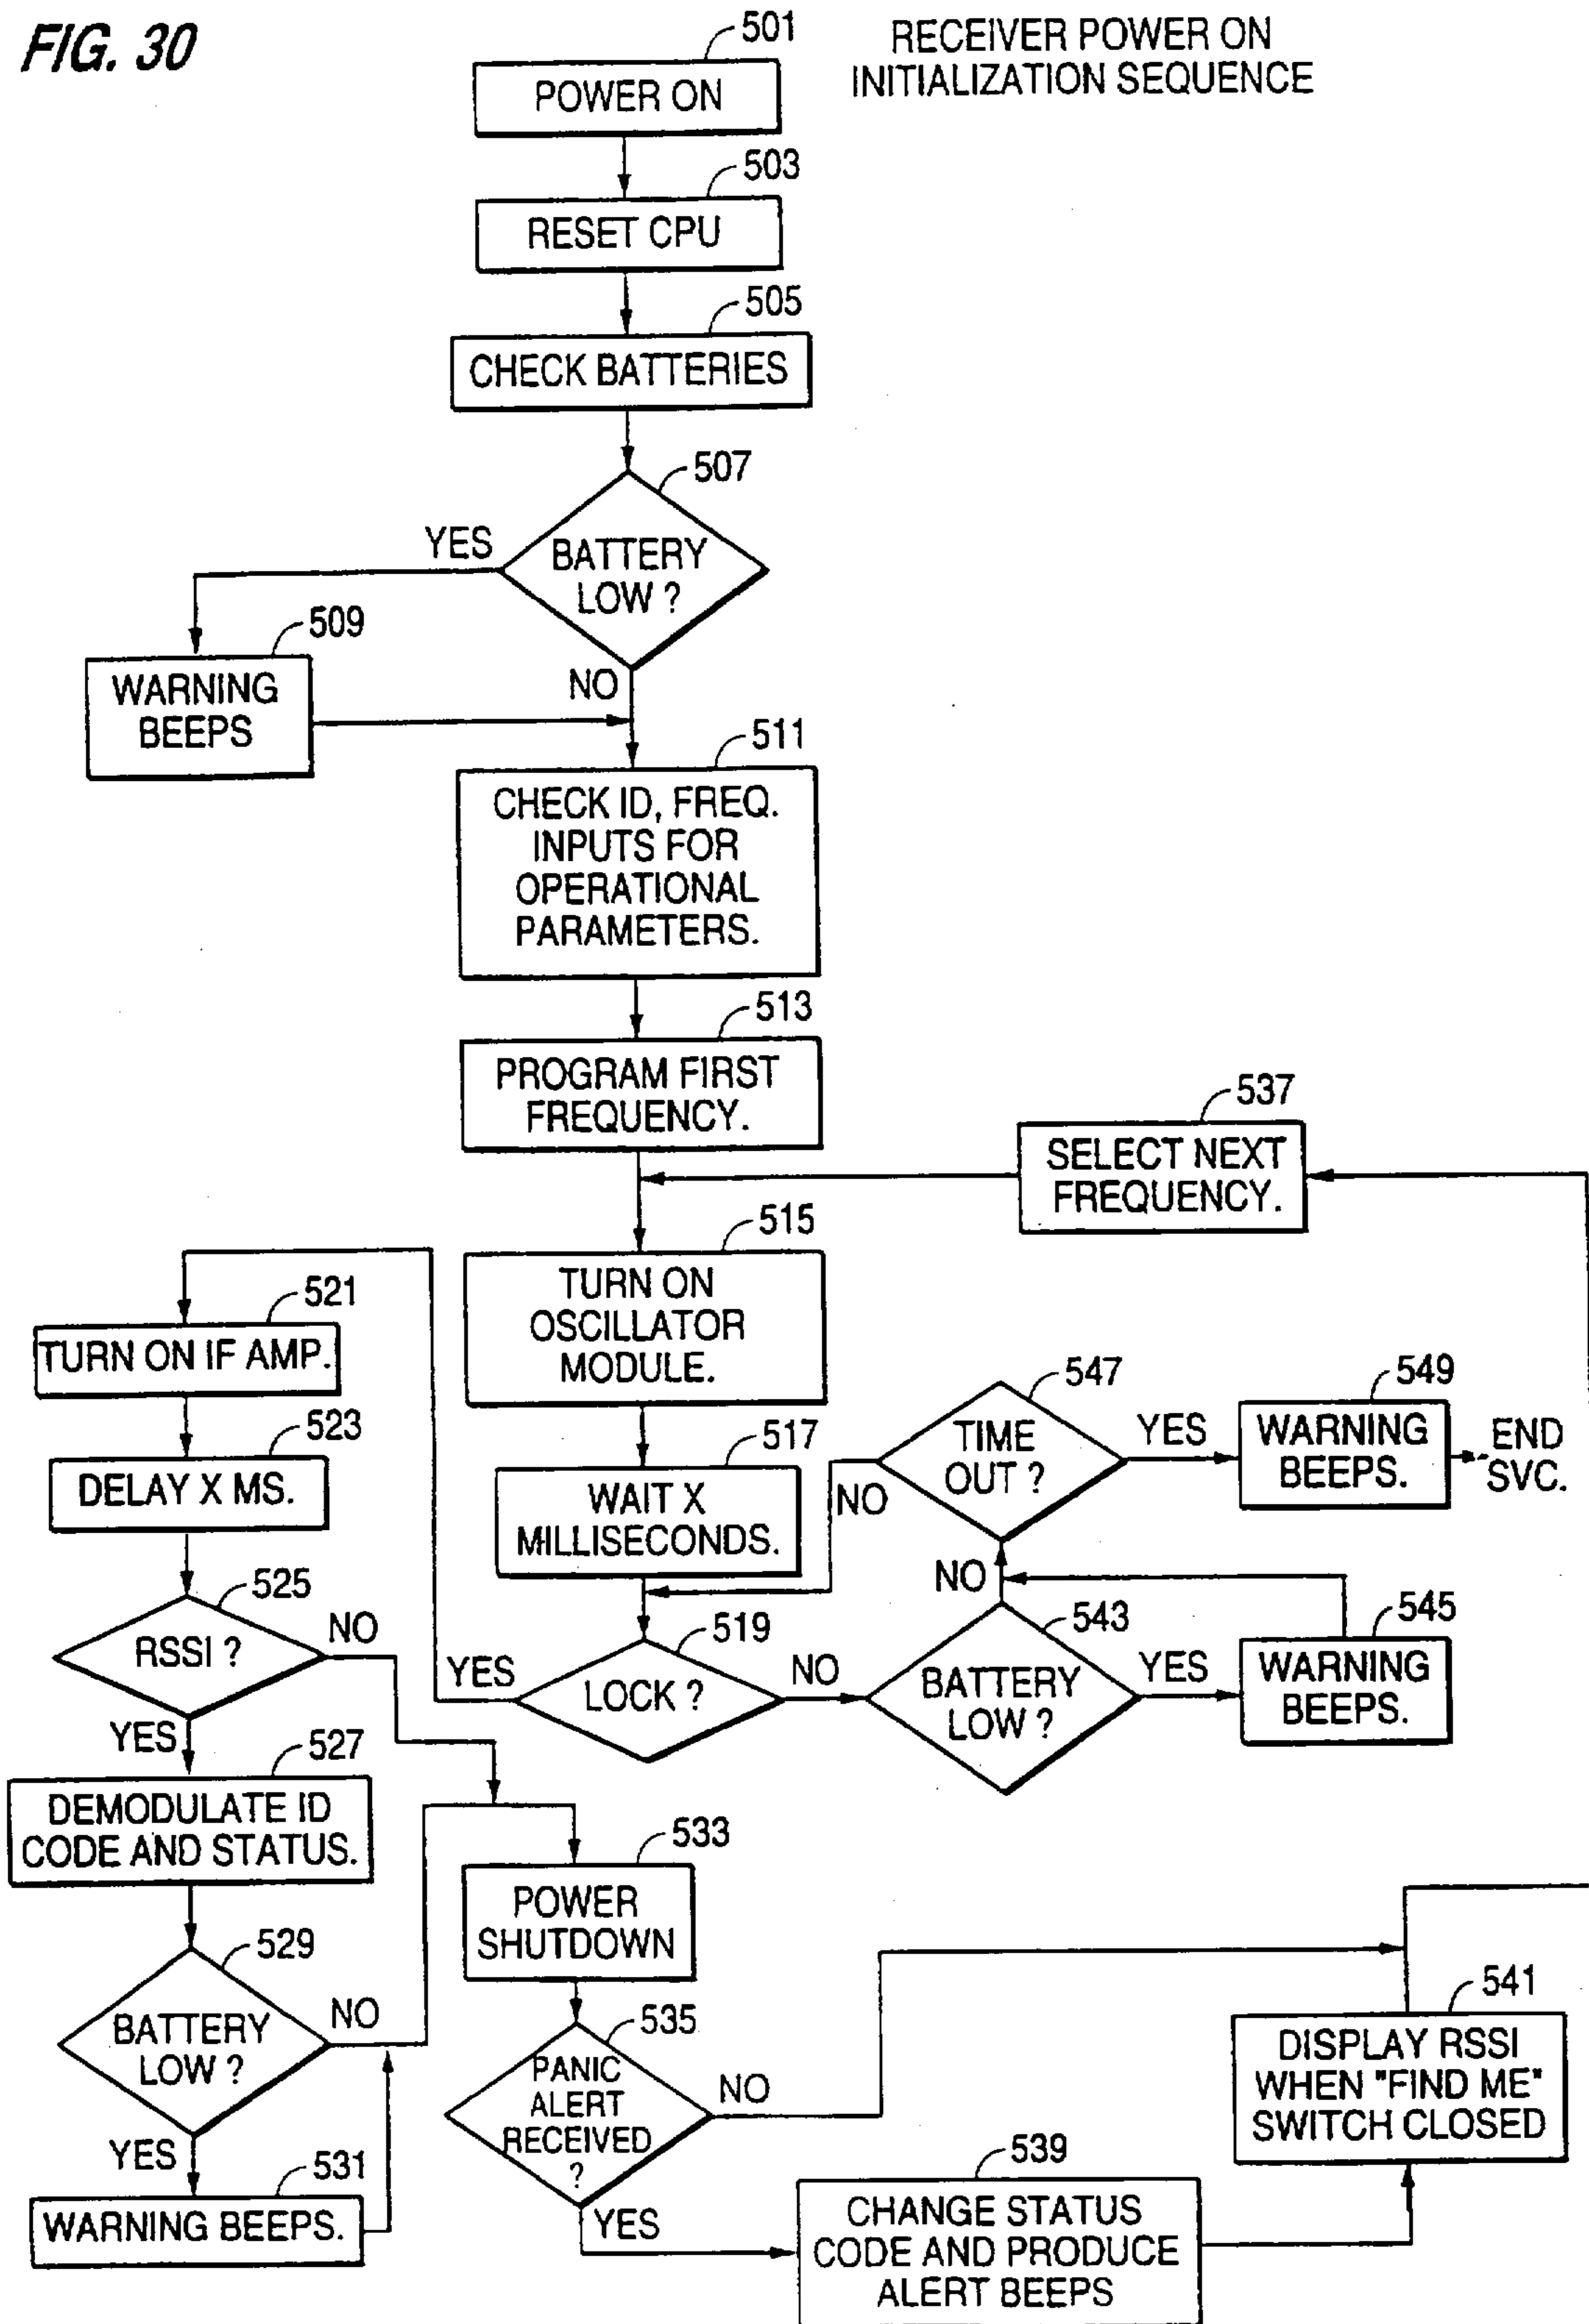 FIG. 30
RECEIVER POWER ON
INITIALIZATION SEQUENCE
501
POWER ON
503
RESET CPU
505
CHECK BATTERIES
507
BATTERY
LOW ?
YES
NO
509
WARNING
BEEPS
511
CHECK ID, FREQ.
INPUTS FOR
OPERATIONAL
PARAMETERS.
513
PROGRAM FIRST
FREQUENCY.
537
SELECT NEXT
FREQUENCY.
515
TURN ON
OSCILLATOR
MODULE.
521
TURN ON IF AMP.
523
DELAY X MS.
517
WAIT X
MILLISECONDS.
547
TIME
OUT ?
YES
NO
549
WARNING
BEEPS.
END
SVC.
525
RSSI ?
NO
YES
519
LOCK ?
YES
NO
543
BATTERY
LOW ?
NO
YES
545
WARNING
BEEPS.
527
DEMODULATE ID
CODE AND STATUS.
529
BATTERY
LOW ?
NO
YES
531
WARNING BEEPS.
533
POWER
SHUTDOWN
535
PANIC
ALERT
RECEIVED
?
NO
YES
539
CHANGE STATUS
CODE AND PRODUCE
ALERT BEEPS
541
DISPLAY RSSI
WHEN "FIND ME"
SWITCH CLOSED